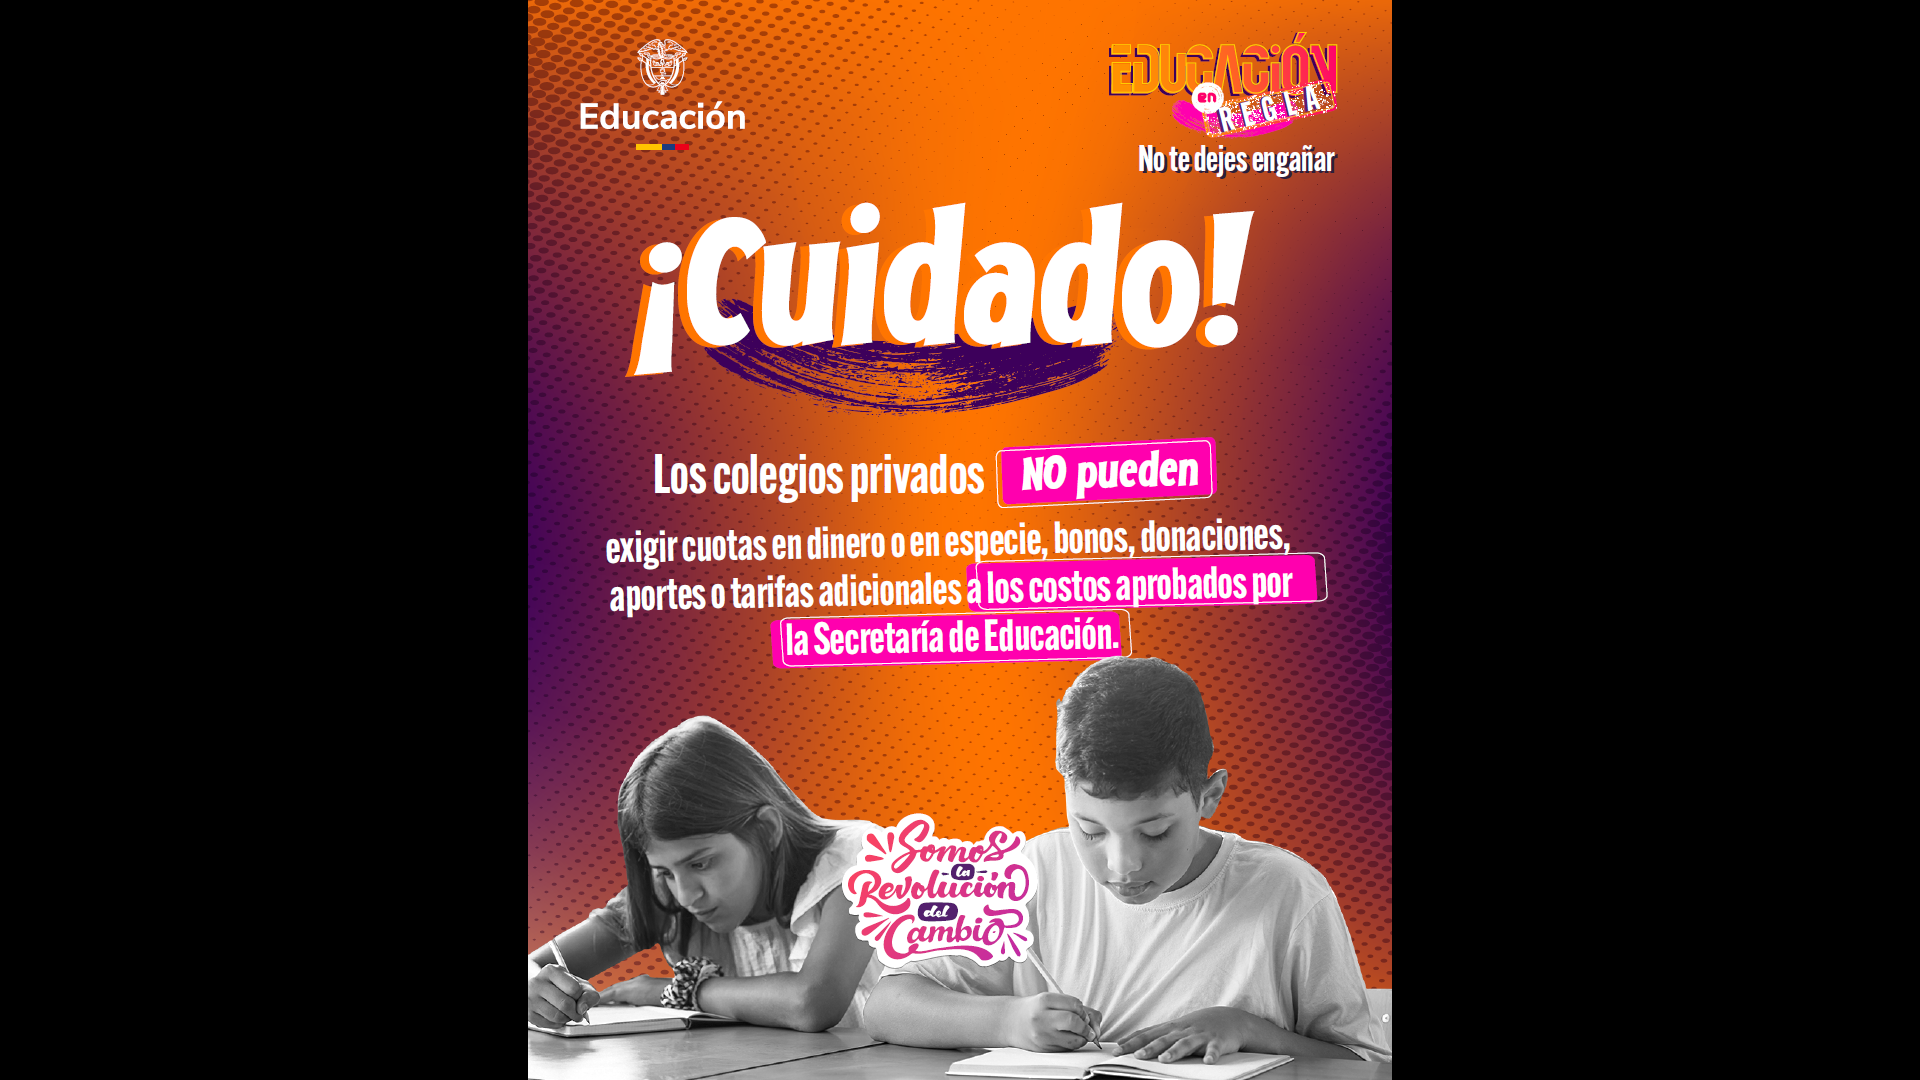 Educación
EDUCACIÓN
en
REGLA
No te dejes engañar
¡Cuidado!
Los colegios privados NO pueden
exigir cuotas en dinero o en especie, bonos, donaciones,
aportes o tarifas adicionales a los costos aprobados por
la Secretaría de Educación.
Somos
la
Revolución
del
Cambio